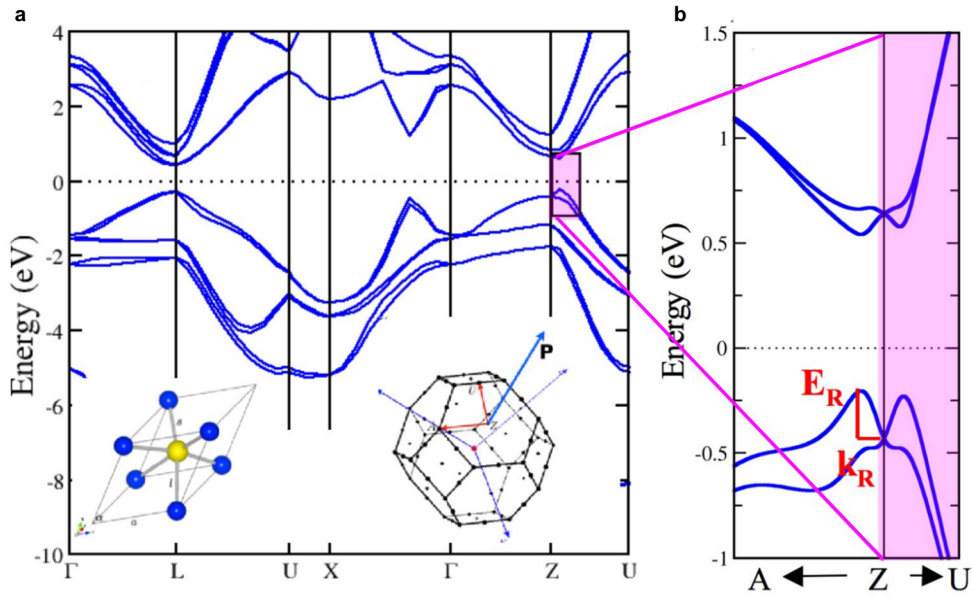 a
4
2
0
-2
-4
-6
-8
-10
Energy (eV)
Γ L U X Γ Z U
s
l
α
a
P
U
Z
b
1.5
1
0.5
0
-0.5
-1
Energy (eV)
E_R
k_R
A ← Z → U